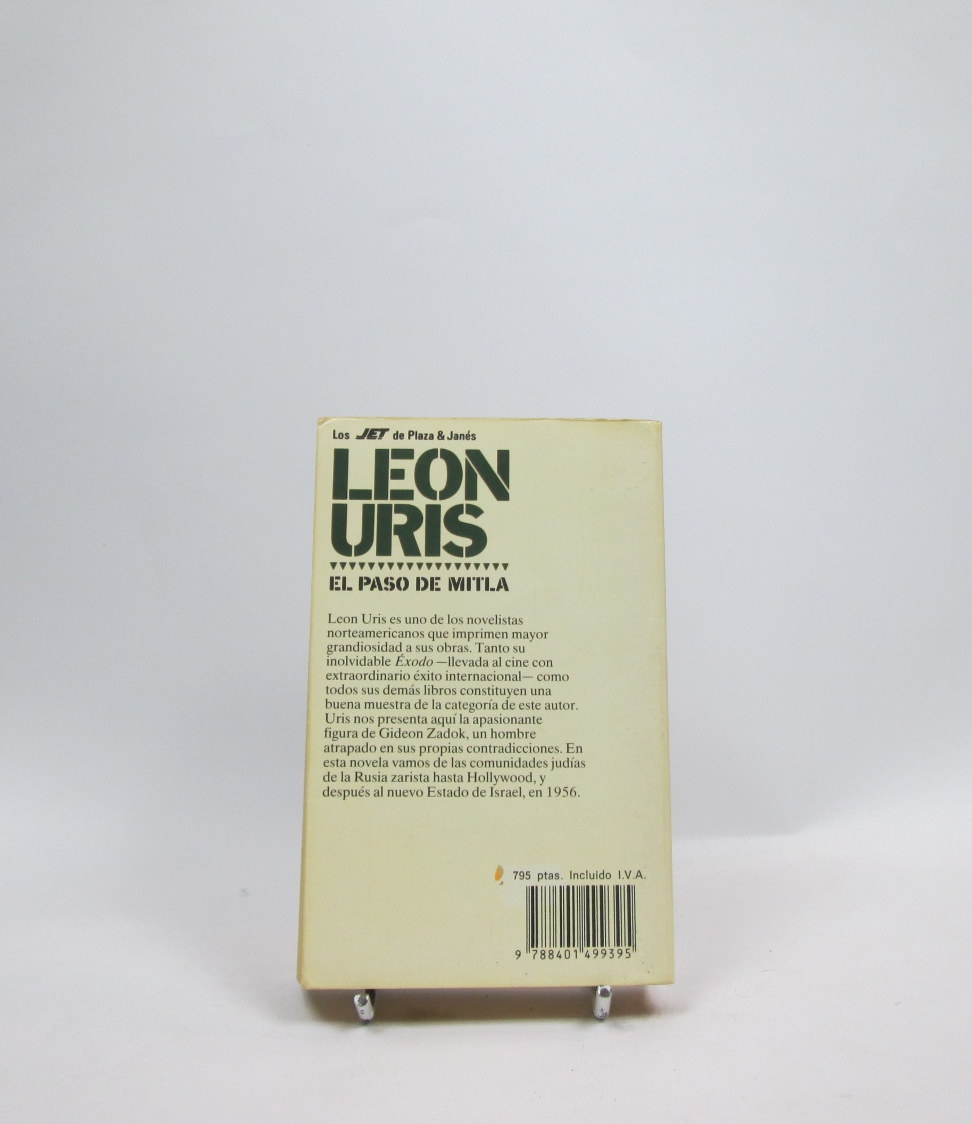 Los JET de Plaza & Janés
LEON
URIS
EL PASO DE MITLA
Leon Uris es uno de los novelistas
norteamericanos que imprimen mayor
grandiosidad a sus obras. Tanto su
inolvidable Éxodo —llevada al cine con
extraordinario éxito internacional— como
todos sus demás libros constituyen una
buena muestra de la categoría de este autor.
Uris nos presenta aquí la apasionante
figura de Gideon Zadok, un hombre
atrapado en sus propias contradicciones. En
esta novela vamos de las comunidades judías
de la Rusia zarista hasta Hollywood, y
después al nuevo Estado de Israel, en 1956.
795 ptas. Incluido I.V.A.
9 788401 499395